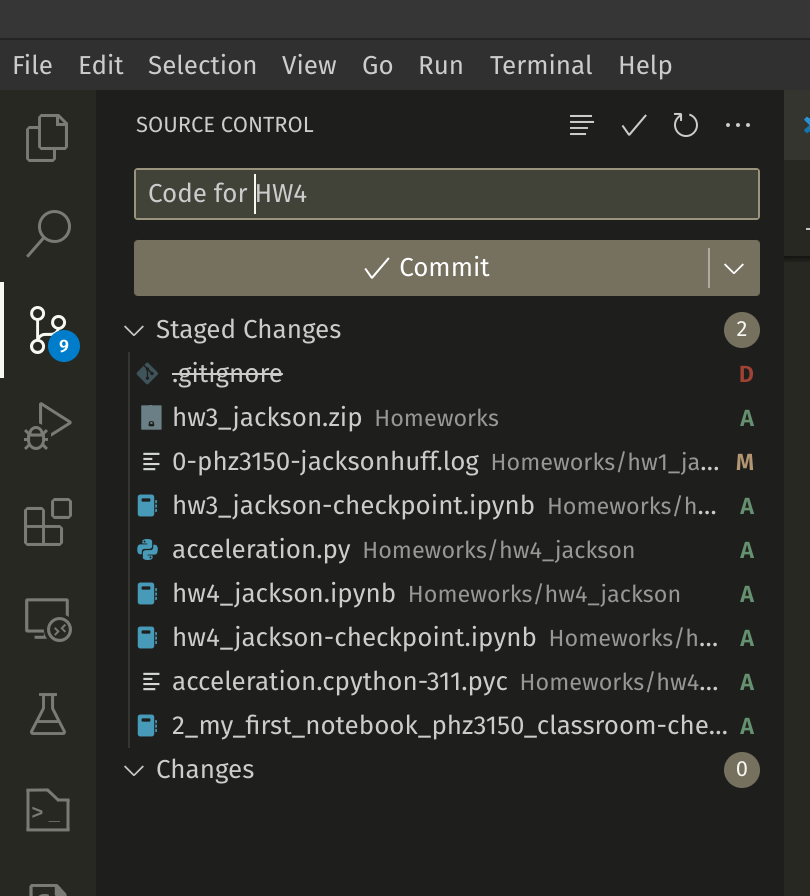 File Edit Selection View Go Run Terminal Help
SOURCE CONTROL
Code for HW4
Commit
9
Staged Changes 2
.gitignore D
hw3_jackson.zip Homeworks A
0-phz3150-jacksonhuff.log Homeworks/hw1_ja... M
hw3_jackson-checkpoint.ipynb Homeworks/h... A
acceleration.py Homeworks/hw4_jackson A
hw4_jackson.ipynb Homeworks/hw4_jackson A
hw4_jackson-checkpoint.ipynb Homeworks/h... A
acceleration.cpython-311.pyc Homeworks/hw4... A
2_my_first_notebook_phz3150_classroom-che... A
Changes 0